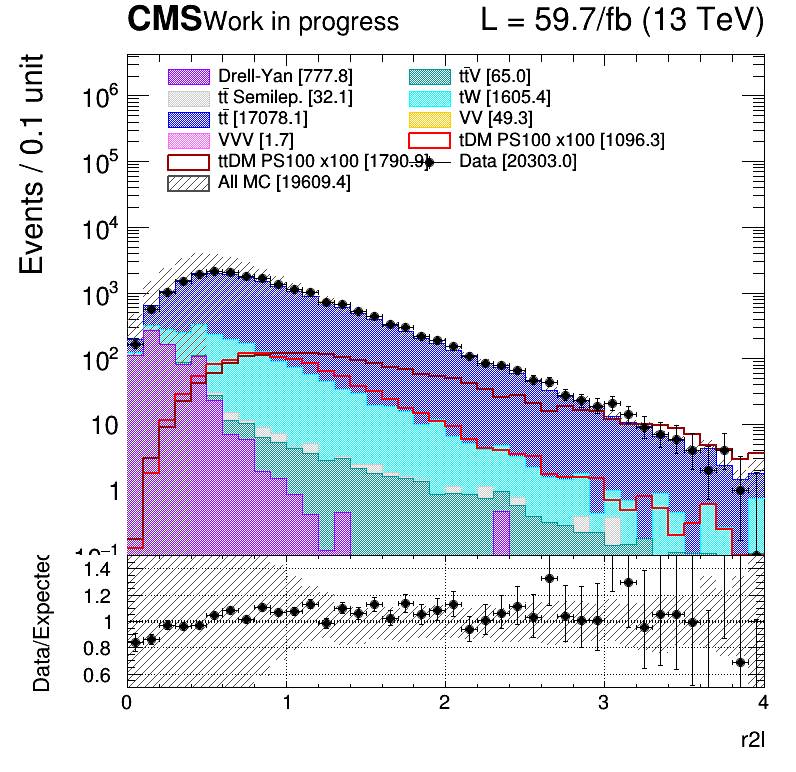 CMS Work in progress L = 59.7/fb (13 TeV)
Events / 0.1 unit
Drell-Yan [777.8] tt̄V [65.0]
tt̄ Semilep. [32.1] tW [1605.4]
tt̄ [17078.1] VV [49.3]
VVV [1.7] tDM PS100 x100 [1096.3]
ttDM PS100 x100 [1790.9] Data [20303.0]
All MC [19609.4]
10⁶
10⁵
10⁴
10³
10²
10
1
10⁻¹
Data/Expected
1.4
1.2
1
0.8
0.6
0 1 2 3 4
r2l